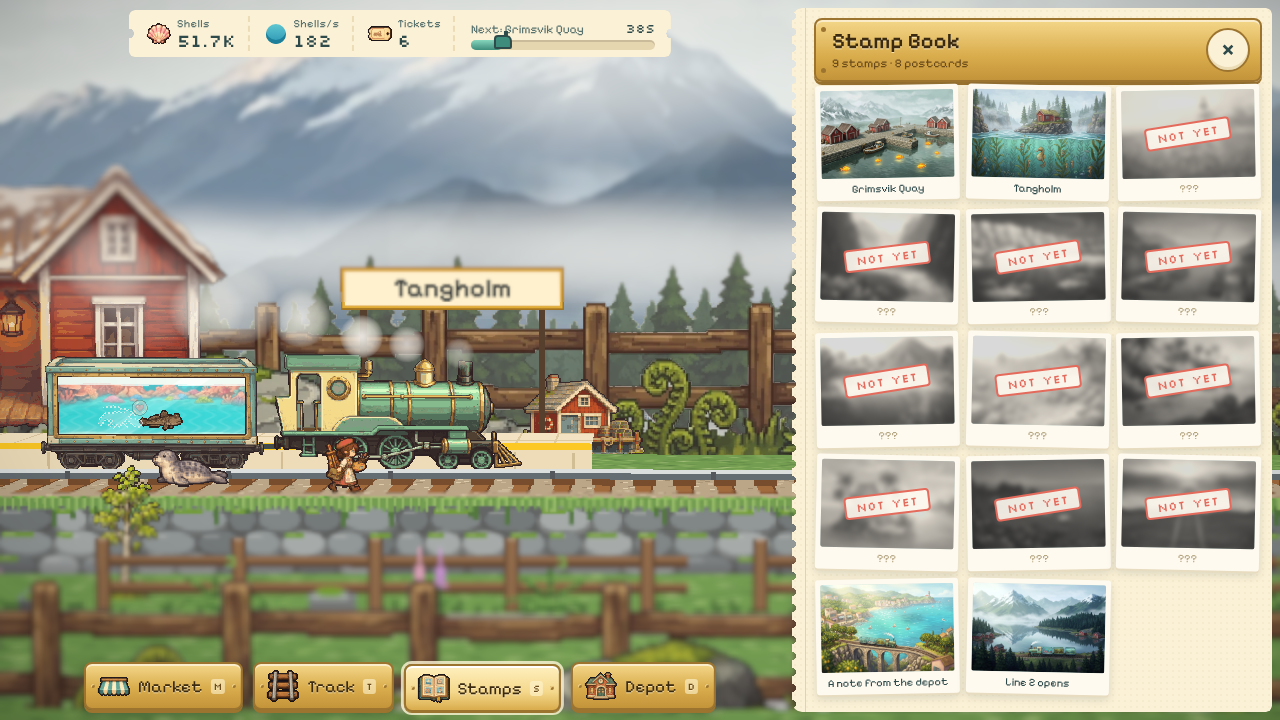 Shells
51.7K
Shells/s
182
Tickets
6
Next: Grimsvik Quay 38s
Stamp Book
9 stamps · 8 postcards
×
Grimsvik Quay
Tangholm
NOT YET
???
NOT YET
???
NOT YET
???
NOT YET
???
NOT YET
???
NOT YET
???
NOT YET
???
NOT YET
???
NOT YET
???
NOT YET
???
A note from the depot
Line 2 opens
Tangholm
Market M
Track T
Stamps S
Depot D